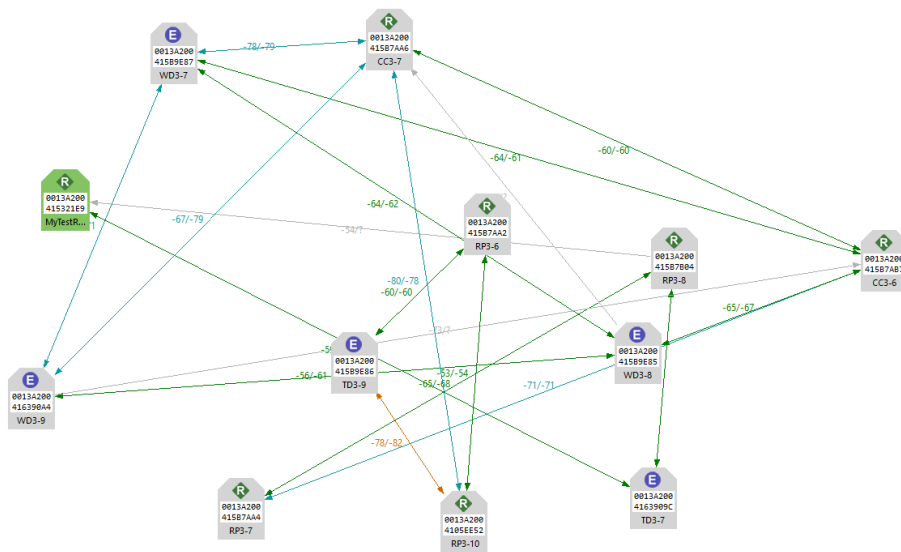 E
0013A200
415B9E87
WD3-7
R
0013A200
415B7AA6
CC3-7
-78/-79
-60/-60
-64/-61
R
0013A200
415321E9
MyTestR...
-64/-62
-67/-79
R
0013A200
415B7AA2
RP3-6
-54/?
R
0013A200
415B7B04
RP3-8
R
0013A200
415B7AB7
CC3-6
-80/-78
-60/-60
-65/-67
-73/?
E
0013A200
415B9E86
TD3-9
E
0013A200
415B9E85
WD3-8
E
0013A200
416390A4
WD3-9
-56/-61
-53/-54
-65/-68
-71/-71
-78/-82
R
0013A200
415B7AA4
RP3-7
R
0013A200
4105EE52
RP3-10
E
0013A200
4163909C
TD3-7